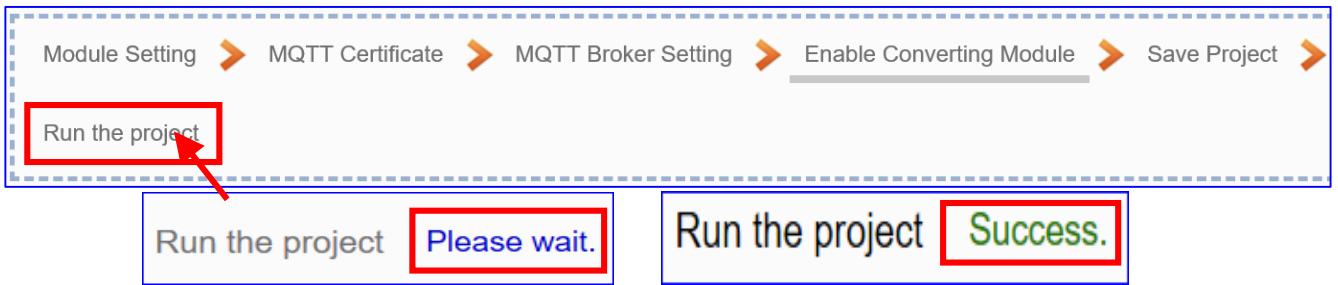 Module Setting MQTT Certificate MQTT Broker Setting Enable Converting Module Save Project
Run the project
Run the project Please wait.
Run the project Success.